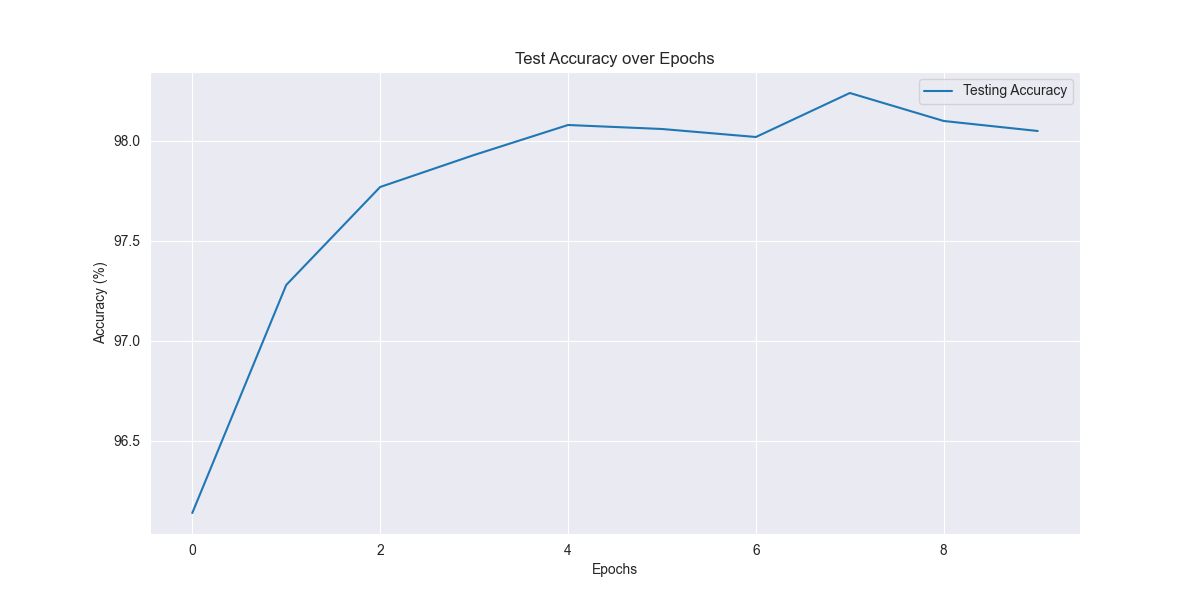 Test Accuracy over Epochs
Testing Accuracy
98.0
97.5
97.0
96.5
Accuracy (%)
0 2 4 6 8
Epochs